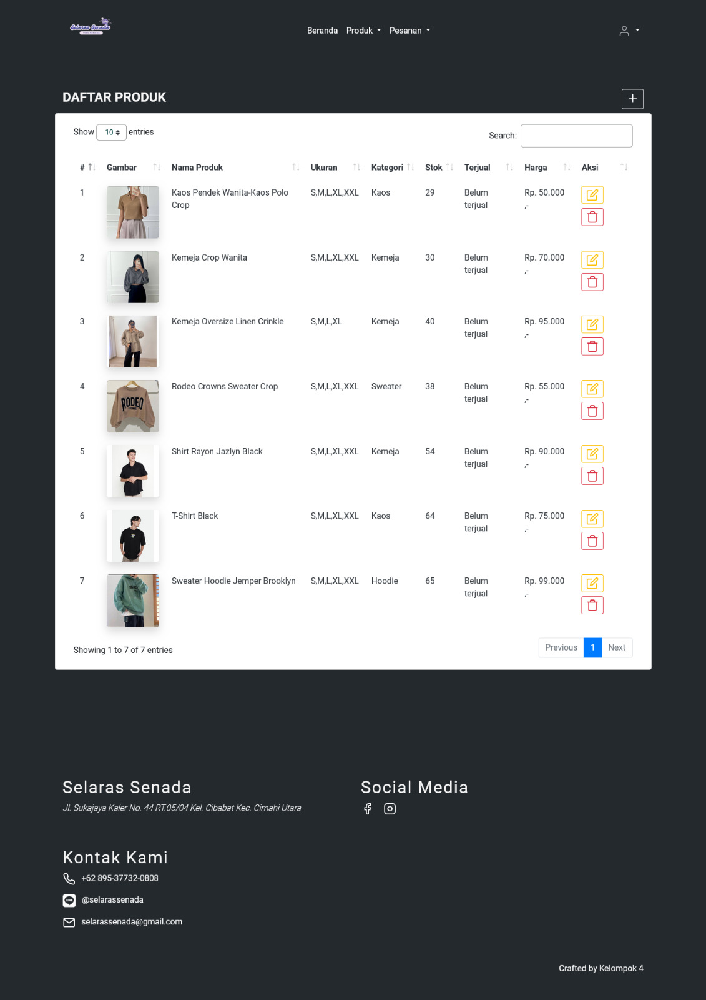 Selaras Senada
Beranda Produk Pesanan
DAFTAR PRODUK
Show 10 entries
Search:
# Gambar Nama Produk Ukuran Kategori Stok Terjual Harga Aksi
1 Kaos Pendek Wanita-Kaos Polo S,M,L,XL,XXL Kaos 29 Belum Rp. 50.000
Crop terjual ,-
2 Kemeja Crop Wanita S,M,L,XL,XXL Kemeja 30 Belum Rp. 70.000
terjual ,-
3 Kemeja Oversize Linen Crinkle S,M,L,XL Kemeja 40 Belum Rp. 95.000
terjual ,-
4 Rodeo Crowns Sweater Crop S,M,L,XL,XXL Sweater 38 Belum Rp. 55.000
RODEO terjual ,-
5 Shirt Rayon Jazlyn Black S,M,L,XL,XXL Kemeja 54 Belum Rp. 90.000
terjual ,-
6 T-Shirt Black S,M,L,XL,XXL Kaos 64 Belum Rp. 75.000
terjual ,-
7 Sweater Hoodie Jemper Brooklyn S,M,L,XL,XXL Hoodie 65 Belum Rp. 99.000
terjual ,-
Showing 1 to 7 of 7 entries
Previous 1 Next
Selaras Senada
Jl. Sukajaya Kaler No. 44 RT.05/04 Kel. Cibabat Kec. Cimahi Utara
Social Media
Kontak Kami
+62 895-37732-0808
LINE @selarassenada
selarassenada@gmail.com
Crafted by Kelompok 4